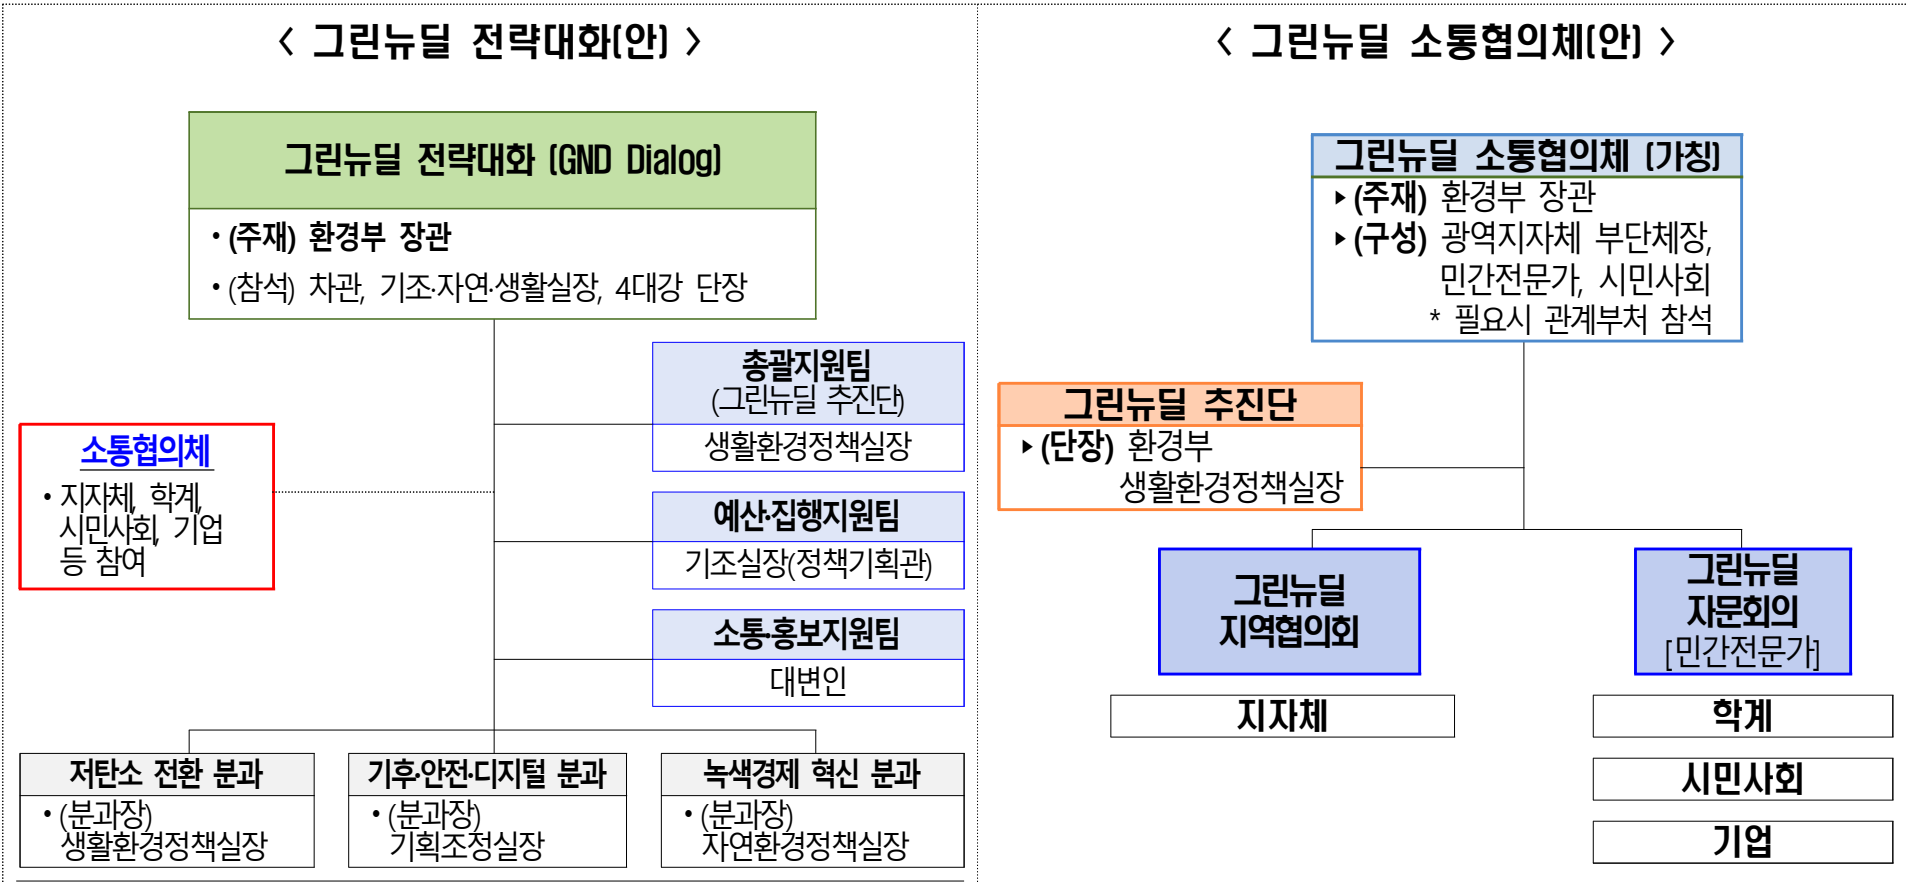 < 그린뉴딜 전략대화(안) >
그린뉴딜 전략대화 (GND Dialog)
• (주재) 환경부 장관
• (참석) 차관, 기조·자연·생활실장, 4대강 단장
총괄지원팀
(그린뉴딜 추진단)
생활환경정책실장
소통협의체
• 지자체, 학계,
시민사회, 기업
등 참여
예산·집행지원팀
기조실장(정책기획관)
소통·홍보지원팀
대변인
저탄소 전환 분과
• (분과장)
생활환경정책실장
기후·안전·디지털 분과
• (분과장)
기획조정실장
녹색경제 혁신 분과
• (분과장)
자연환경정책실장
< 그린뉴딜 소통협의체(안) >
그린뉴딜 소통협의체 (가칭)
▸(주재) 환경부 장관
▸(구성) 광역지자체 부단체장,
민간전문가, 시민사회
* 필요시 관계부처 참석
그린뉴딜 추진단
▸(단장) 환경부
생활환경정책실장
그린뉴딜
지역협의회
지자체
그린뉴딜
자문회의
[민간전문가]
학계
시민사회
기업